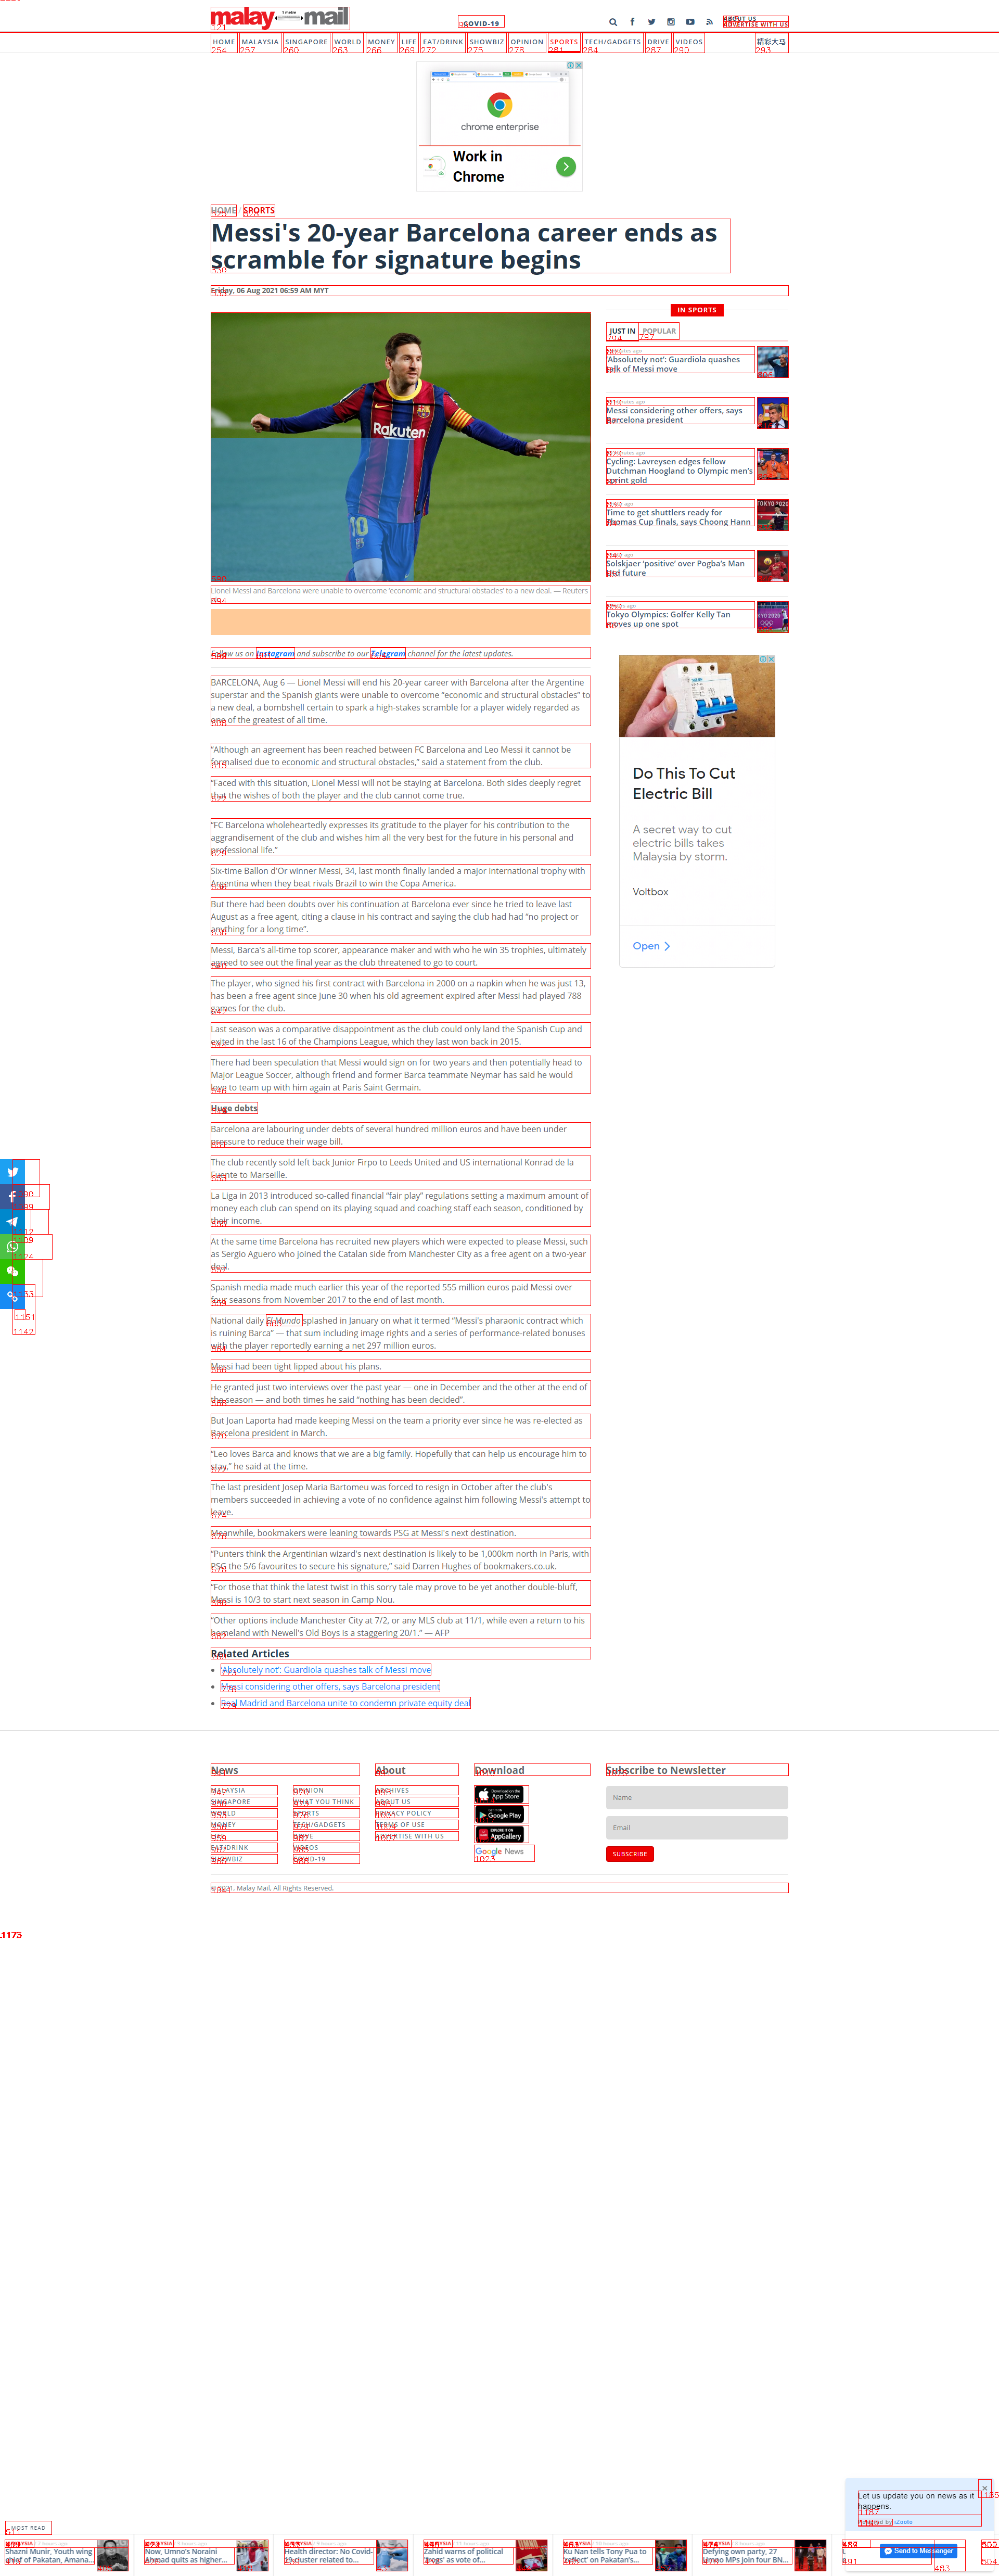 malay mail
COVID-19
ABOUT US
ADVERTISE WITH US
HOME MALAYSIA SINGAPORE WORLD MONEY LIFE EAT/DRINK SHOWBIZ OPINION SPORTS TECH/GADGETS DRIVE VIDEOS 精彩大马
chrome enterprise
Work in
Chrome
HOME / SPORTS
Messi's 20-year Barcelona career ends as
scramble for signature begins
Friday, 06 Aug 2021 06:59 AM MYT
IN SPORTS
JUST IN POPULAR
'Absolutely not': Guardiola quashes
talk of Messi move
Messi considering other offers, says
Barcelona president
Cycling: Lavreysen edges fellow
Dutchman Hoogland to Olympic men's
sprint gold
Time to get shuttlers ready for
Thomas Cup finals, says Choong Hann
Solskjaer 'positive' over Pogba's Man
Utd future
Tokyo Olympics: Golfer Kelly Tan
moves up one spot
Lionel Messi and Barcelona were unable to overcome 'economic and structural obstacles' to a new deal. — Reuters
Follow us on Instagram and subscribe to our Telegram channel for the latest updates.
BARCELONA, Aug 6 — Lionel Messi will end his 20-year career with Barcelona after the Argentine
superstar and the Spanish giants were unable to overcome "economic and structural obstacles" to
a new deal, a bombshell certain to spark a high-stakes scramble for a player widely regarded as
one of the greatest of all time.
"Although an agreement has been reached between FC Barcelona and Leo Messi it cannot be
formalised due to economic and structural obstacles," said a statement from the club.
"Faced with this situation, Lionel Messi will not be staying at Barcelona. Both sides deeply regret
that the wishes of both the player and the club cannot come true.
"FC Barcelona wholeheartedly expresses its gratitude to the player for his contribution to the
aggrandisement of the club and wishes him all the very best for the future in his personal and
professional life."
Six-time Ballon d'Or winner Messi, 34, last month finally landed a major international trophy with
Argentina when they beat rivals Brazil to win the Copa America.
But there had been doubts over his continuation at Barcelona ever since he tried to leave last
August as a free agent, citing a clause in his contract and saying the club had had "no project or
anything for a long time".
Messi, Barca's all-time top scorer, appearance maker and with who he win 35 trophies, ultimately
agreed to see out the final year as the club threatened to go to court.
The player, who signed his first contract with Barcelona in 2000 on a napkin when he was just 13,
has been a free agent since June 30 when his old agreement expired after Messi had played 788
games for the club.
Last season was a comparative disappointment as the club could only land the Spanish Cup and
exited in the last 16 of the Champions League, which they last won back in 2015.
There had been speculation that Messi would sign on for two years and then potentially head to
Major League Soccer, although friend and former Barca teammate Neymar has said he would
love to team up with him again at Paris Saint Germain.
Huge debts
Barcelona are labouring under debts of several hundred million euros and have been under
pressure to reduce their wage bill.
The club recently sold left back Junior Firpo to Leeds United and US international Konrad de la
Fuente to Marseille.
La Liga in 2013 introduced so-called financial "fair play" regulations setting a maximum amount of
money each club can spend on its playing squad and coaching staff each season, conditioned by
their income.
At the same time Barcelona has recruited new players which were expected to please Messi, such
as Sergio Aguero who joined the Catalan side from Manchester City as a free agent on a two-year
deal.
Spanish media made much earlier this year of the reported 555 million euros paid Messi over
four seasons from November 2017 to the end of last month.
National daily El Mundo splashed in January on what it termed "Messi's pharaonic contract which
is ruining Barca" — that sum including image rights and a series of performance-related bonuses
with the player reportedly earning a net 297 million euros.
Messi had been tight lipped about his plans.
He granted just two interviews over the past year — one in December and the other at the end of
the season — and both times he said "nothing has been decided".
But Joan Laporta had made keeping Messi on the team a priority ever since he was re-elected as
Barcelona president in March.
"Leo loves Barca and knows that we are a big family. Hopefully that can help us encourage him to
stay," he said at the time.
The last president Josep Maria Bartomeu was forced to resign in October after the club's
members succeeded in achieving a vote of no confidence against him following Messi's attempt to
leave.
Meanwhile, bookmakers were leaning towards PSG at Messi's next destination.
"Punters think the Argentinian wizard's next destination is likely to be 1,000km north in Paris, with
PSG the 5/6 favourites to secure his signature," said Darren Hughes of bookmakers.co.uk.
"For those that think the latest twist in this sorry tale may prove to be yet another double-bluff,
Messi is 10/3 to start next season in Camp Nou.
"Other options include Manchester City at 7/2, or any MLS club at 11/1, while even a return to his
homeland with Newell's Old Boys is a staggering 20/1." — AFP
Related Articles
'Absolutely not': Guardiola quashes talk of Messi move
Messi considering other offers, says Barcelona president
Real Madrid and Barcelona unite to condemn private equity deal
Do This To Cut
Electric Bill
A secret way to cut
electric bills takes
Malaysia by storm.
Voltbox
Open
News About Download Subscribe to Newsletter
MALAYSIA OPINION ARCHIVES
SINGAPORE WHAT YOU THINK ABOUT US
WORLD SPORTS PRIVACY POLICY
MONEY TECH/GADGETS TERMS OF USE
LIFE DRIVE ADVERTISE WITH US
EAT/DRINK VIDEOS
SHOWBIZ COVID-19
App Store
Google Play
AppGallery
Google News
Name
Email
SUBSCRIBE
© 2021, Malay Mail, All Rights Reserved.
1173
Let us update you on news as it
happens.
iZooto
Send to Messenger
MOST READ
Shazni Munir, Youth wing
chief of Pakatan, Amana...
Now, Umno's Noraini
Ahmad quits as higher...
Health director: No Covid-
19 cluster related to...
Zahid warns of political
'frogs' as vote of...
Ku Nan tells Tony Pua to
'reflect' on Pakatan's...
Defying own party, 27
Umno MPs join four BN...